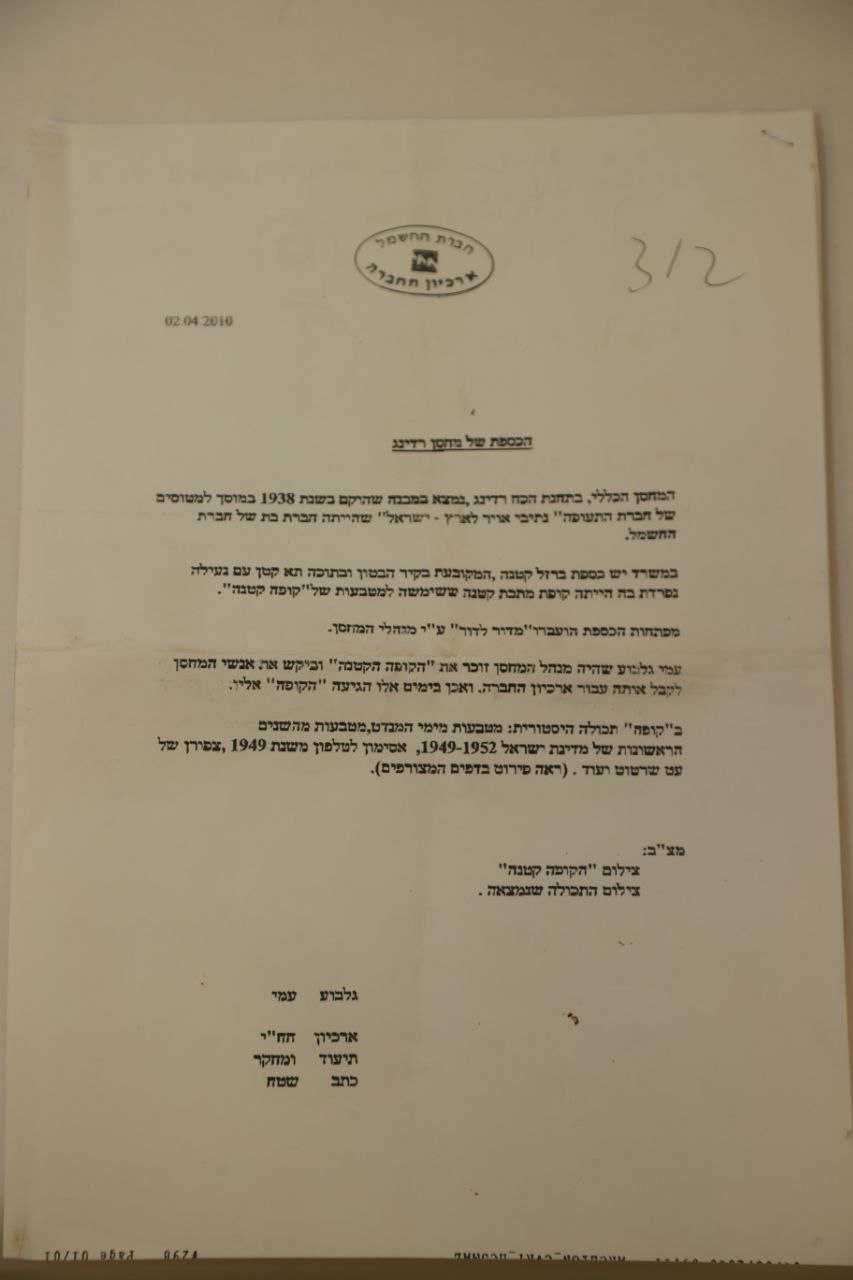 חברת החשמל
ארכיון החברה
312
02.04.2010
הכספת של מחסן רדינג
המחסן הכללי, בתחנת הכח רדינג ,נמצא במבנה שהיקם בשנת 1938 במוסך למטוסים
של חברת התעופה" נתיבי אויר לארץ - ישראל" שהייתה חברת בת של חברת
החשמל.
במשרד יש כספת ברזל קטנה ,המקובעת בקיר הבטון ובתוכה תא קטן עם נעילה
נפרדת בה הייתה קופת מתכת קטנה ששימשה למטבעות של"קופה קטנה".
מפתחות הכספת הועברו"מדור לדור" ע"י מנהלי המחסן.
עמי גלבוע שהיה מנהל המחסן זוכר את "הקופה הקטנה" וביקש את אנשי המחסן
לקבל אותה עבור ארכיון החברה. ואכן בימים אלו הגיעה "הקופה" אליו.
ב"קופה" תכולה היסטורית: מטבעות מימי המנדט,מטבעות מהשנים
הראשונות של מדינת ישראל 1949-1952, אסימון לטלפון משנת 1949 ,צפורן של
עט שרטוט ועוד . (ראה פירוט בדפים המצורפים).
מצ"ב:
צילום "הקופה קטנה"
צילום התכולה שנמצאה .
גלבוע עמי
ארכיון חח"י
תיעוד ומחקר
כתב שטח
#298 Page 01/01